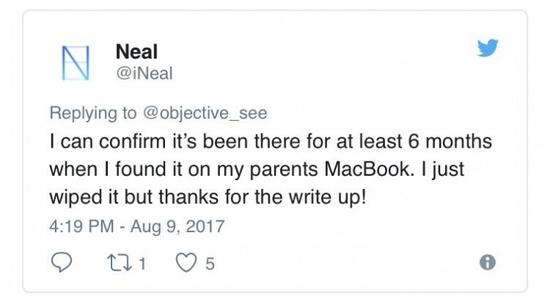 Neal
@iNeal
Replying to @objective_see
I can confirm it's been there for at least 6 months
when I found it on my parents MacBook. I just
wiped it but thanks for the write up!
4:19 PM - Aug 9, 2017
1 5